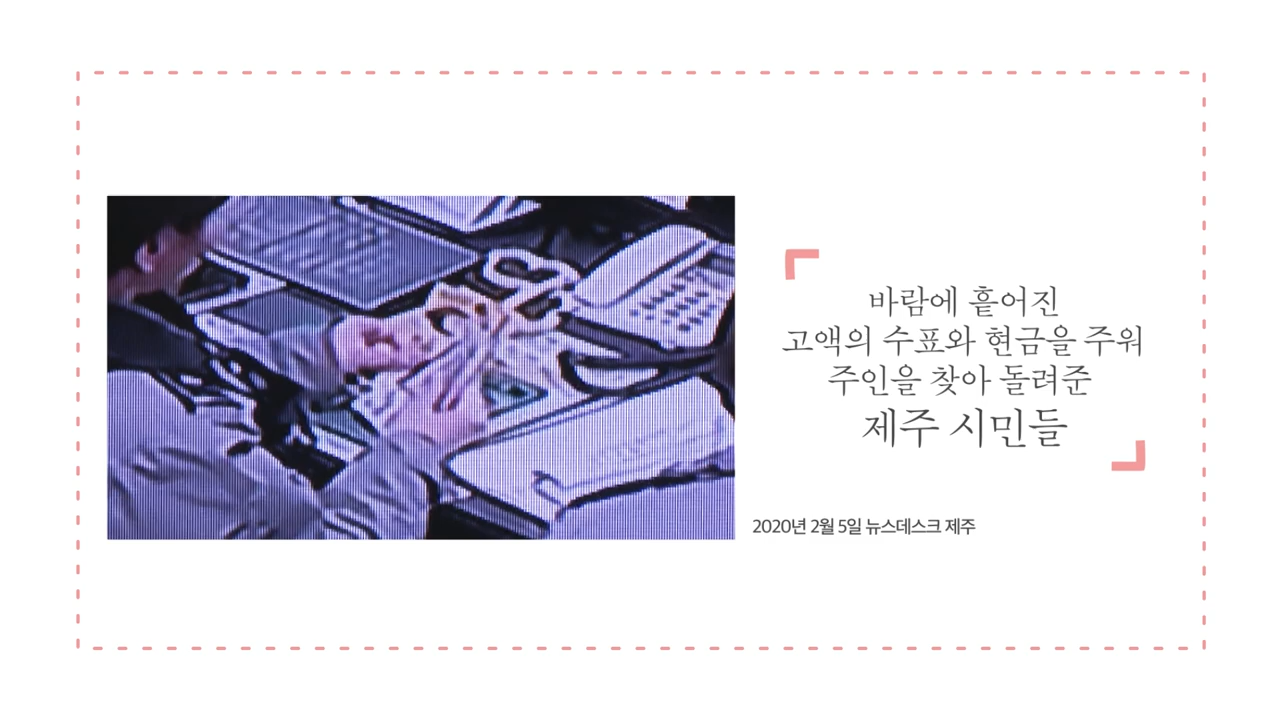 바람에 흩어진
고액의 수표와 현금을 주워
주인을 찾아 돌려준
제주 시민들
2020년 2월 5일 뉴스데스크 제주